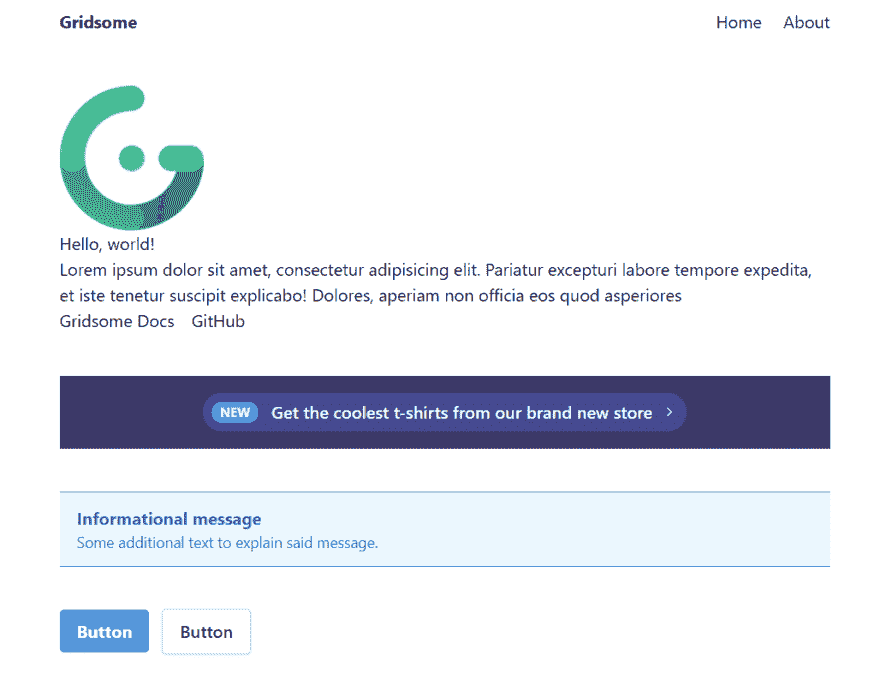 Gridsome
Home About
Hello, world!
Lorem ipsum dolor sit amet, consectetur adipisicing elit. Pariatur excepturi labore tempore expedita,
et iste tenetur suscipit explicabo! Dolores, aperiam non officia eos quod asperiores
Gridsome Docs GitHub
NEW Get the coolest t-shirts from our brand new store
Informational message
Some additional text to explain said message.
Button Button